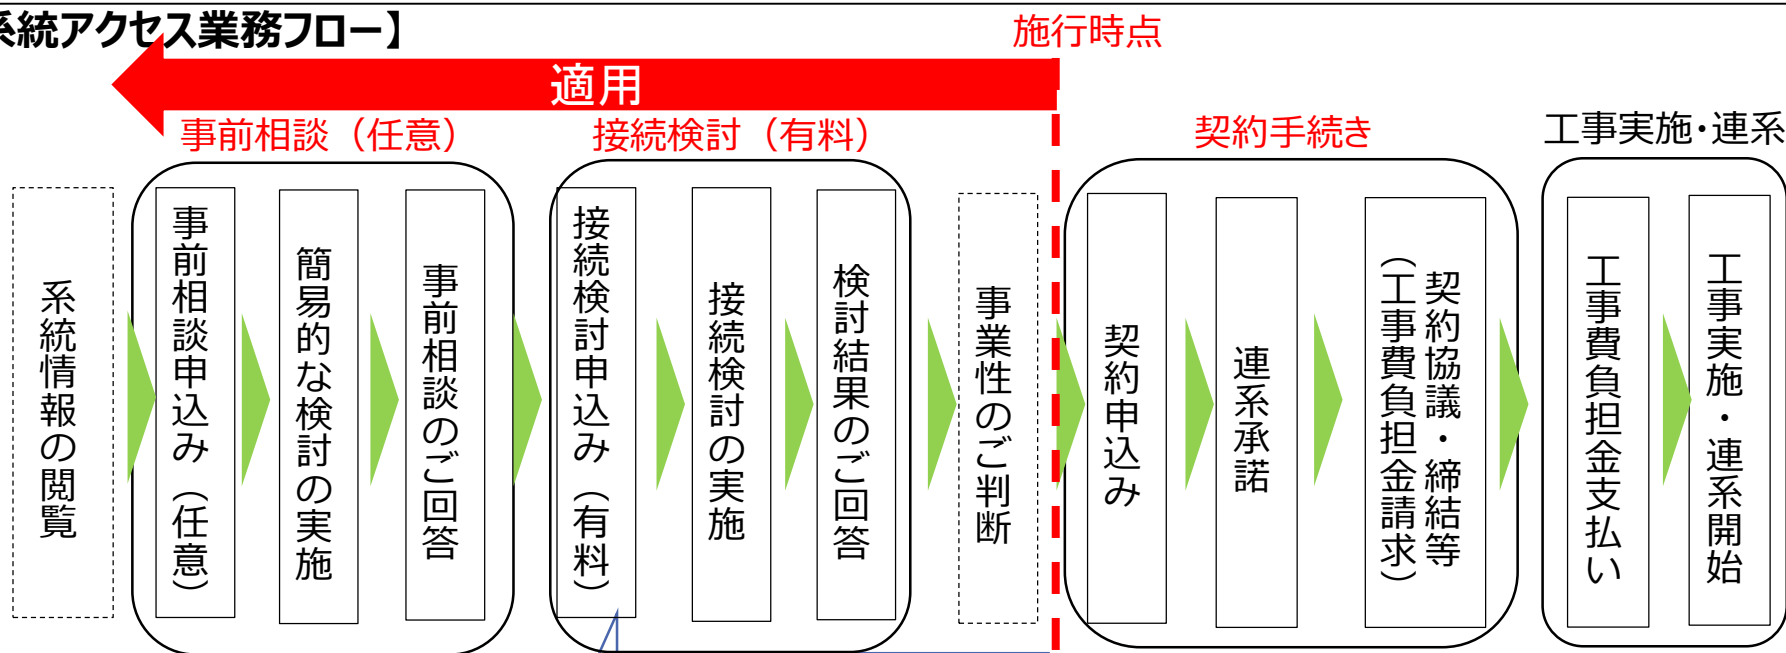 系統アクセス業務フロー】
施行時点
適用
事前相談（任意）
接続検討（有料）
契約手続き
工事実施・連系
系統情報の閲覧
事前相談申込み（任意）
簡易的な検討の実施
事前相談のご回答
接続検討申込み（有料）
接続検討の実施
検討結果のご回答
事業性のご判断
契約申込み
連系承諾
契約協議・締結等
（工事費負担金請求）
工事費負担金支払い
工事実施・連系開始